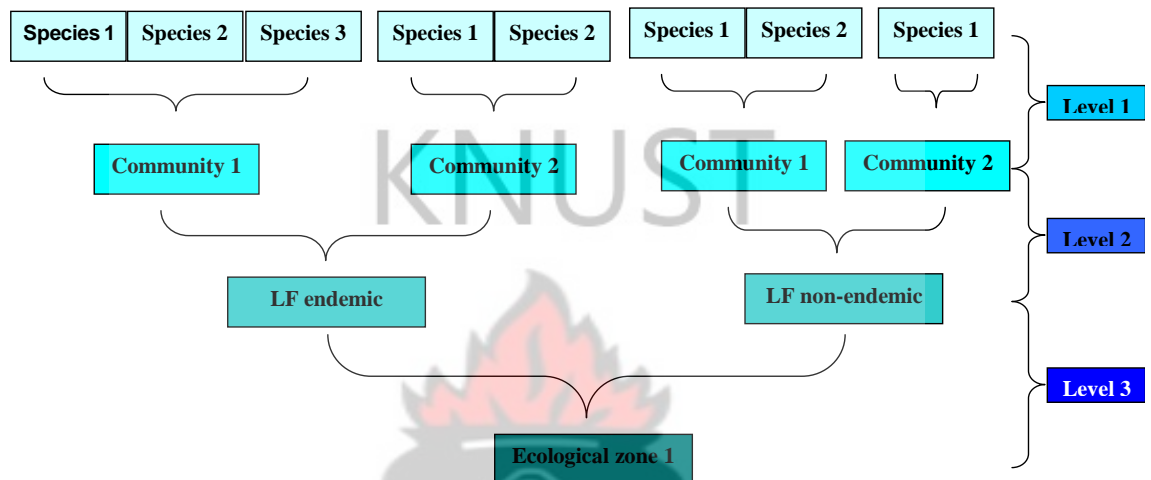 Species 1 Species 2 Species 3 Species 1 Species 2 Species 1 Species 2 Species 1
Level 1
KNUST
Community 1 Community 2 Community 1 Community 2
Level 2
LF endemic LF non-endemic
Level 3
Ecological zone 1